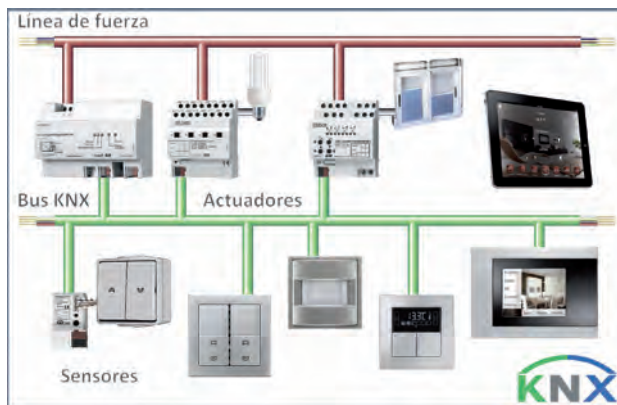 Línea de fuerza
Bus KNX
Actuadores
Sensores
KNX